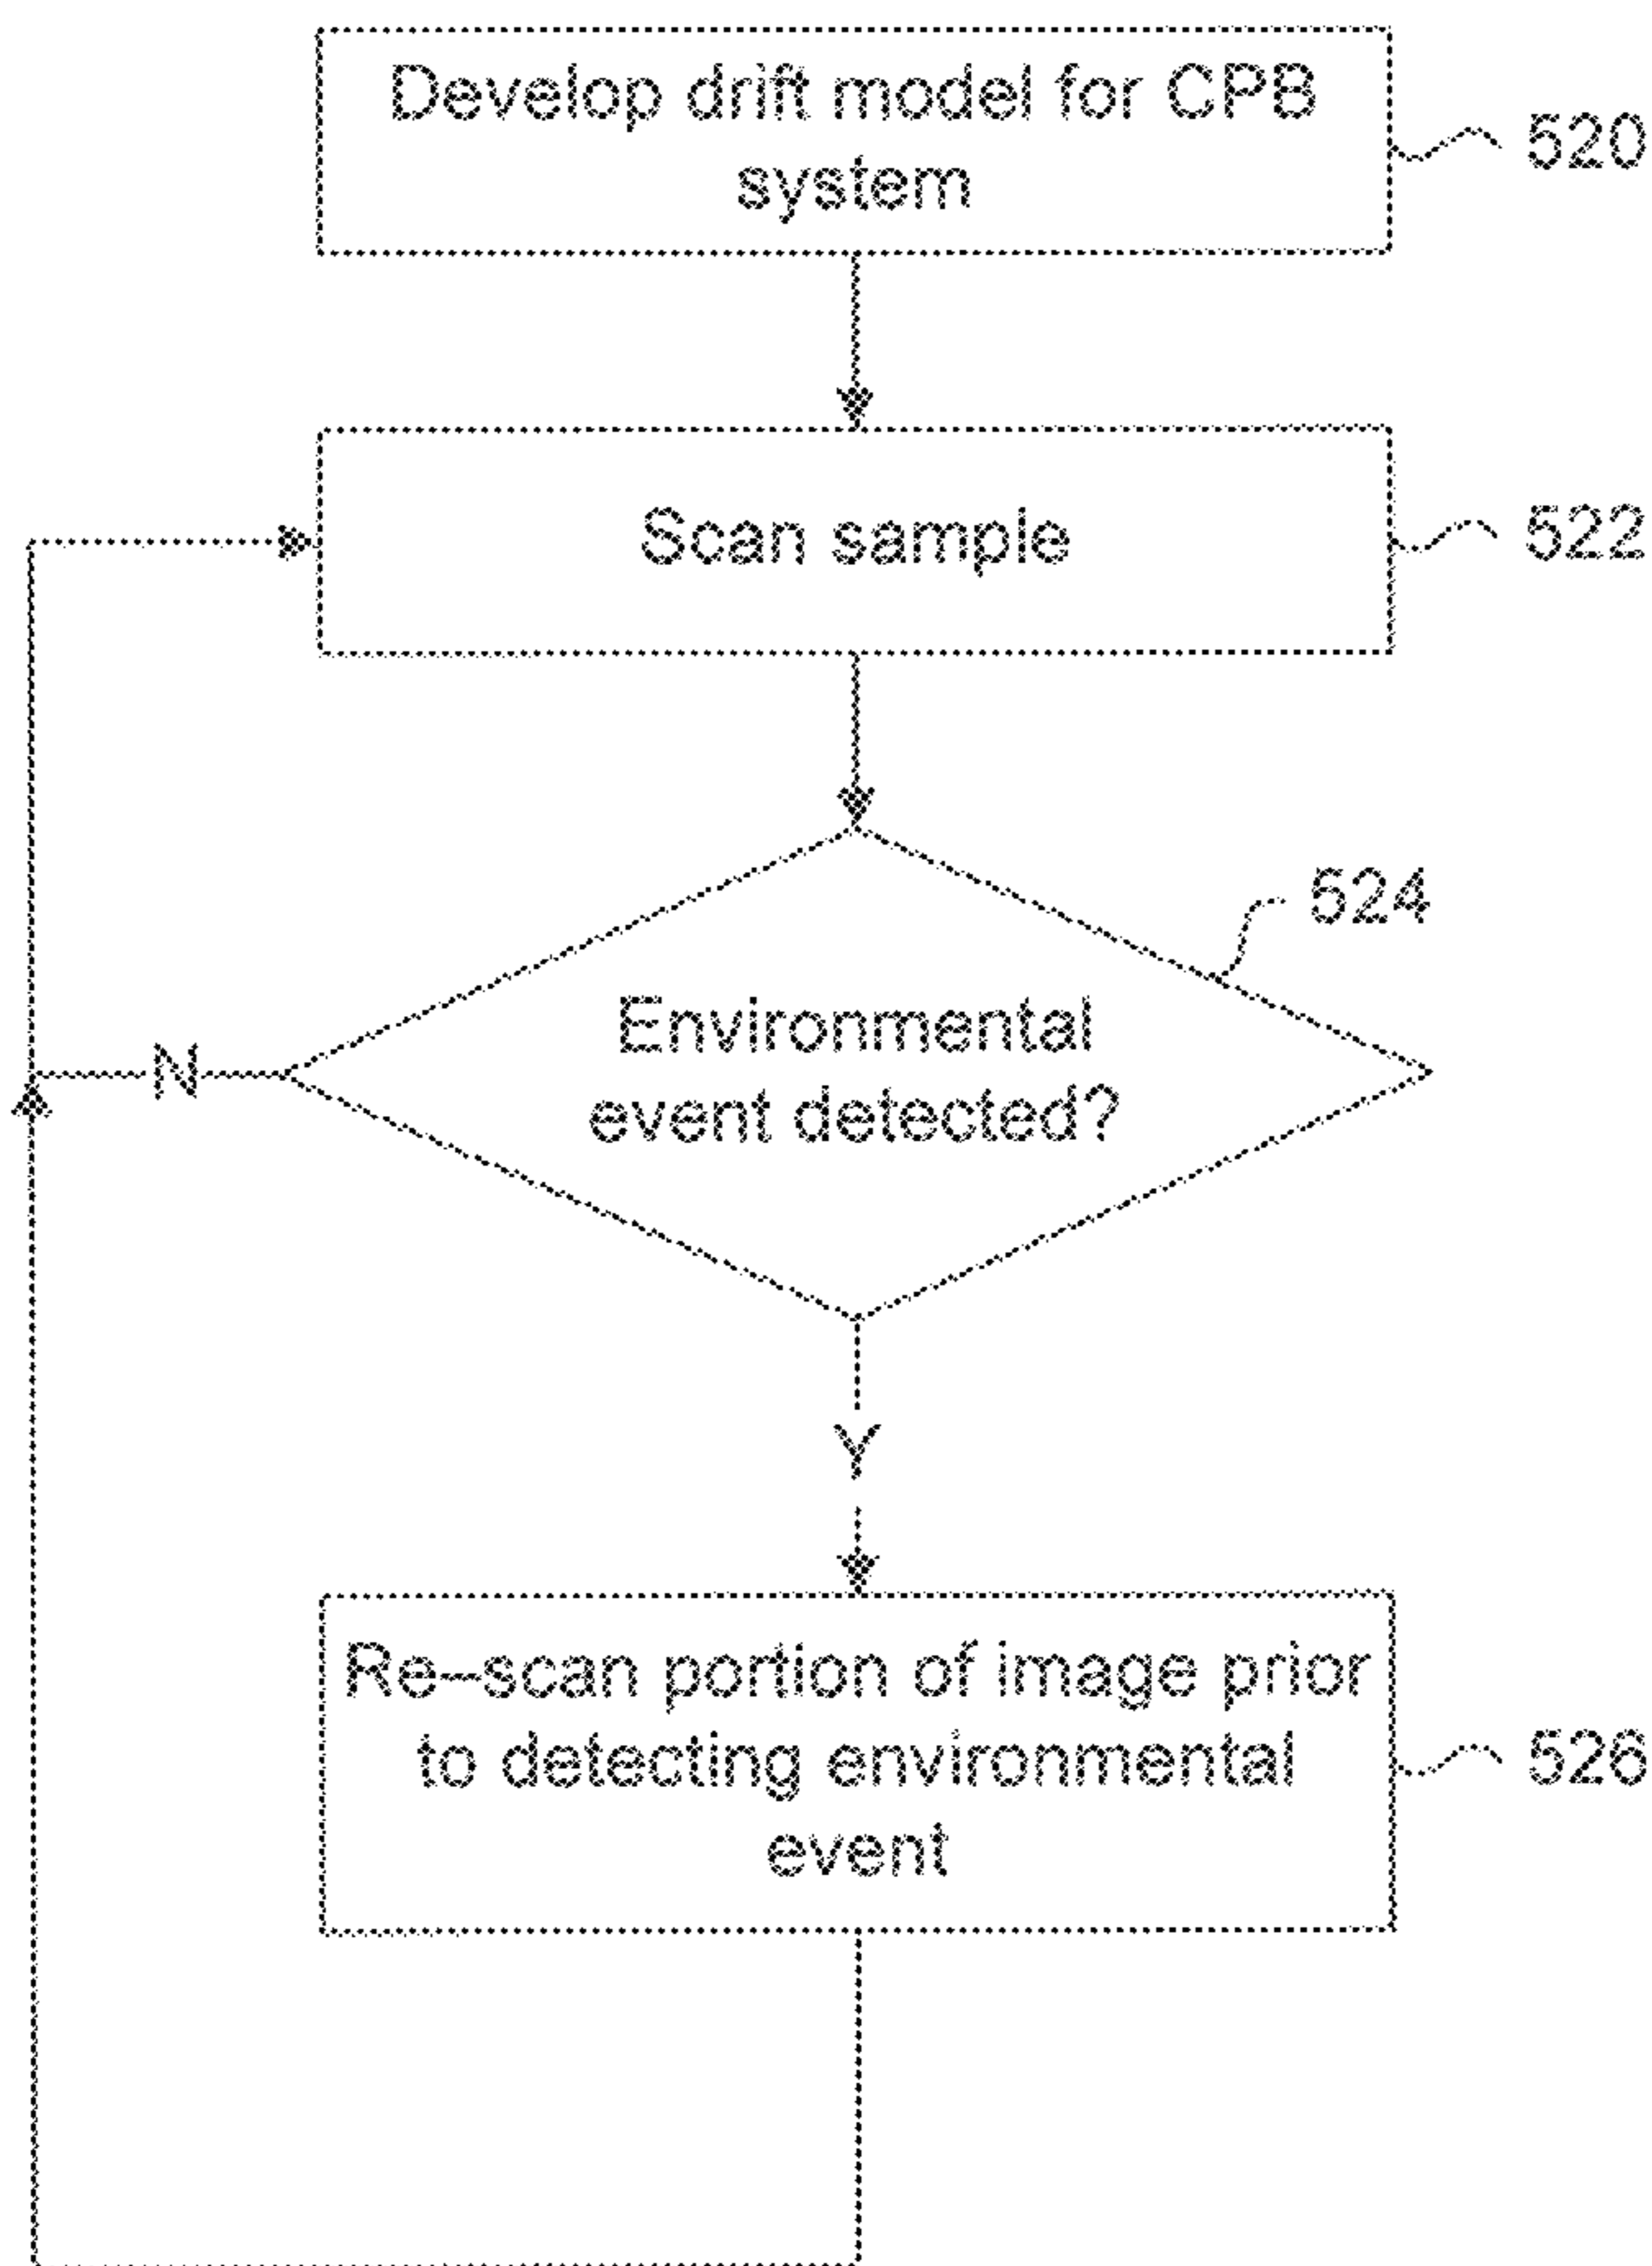 Develop drift model for CPB
system
520
Scan sample
522
524
Environmental
event detected?
N
Y
Re-scan portion of image prior
to detecting environmental
event
526